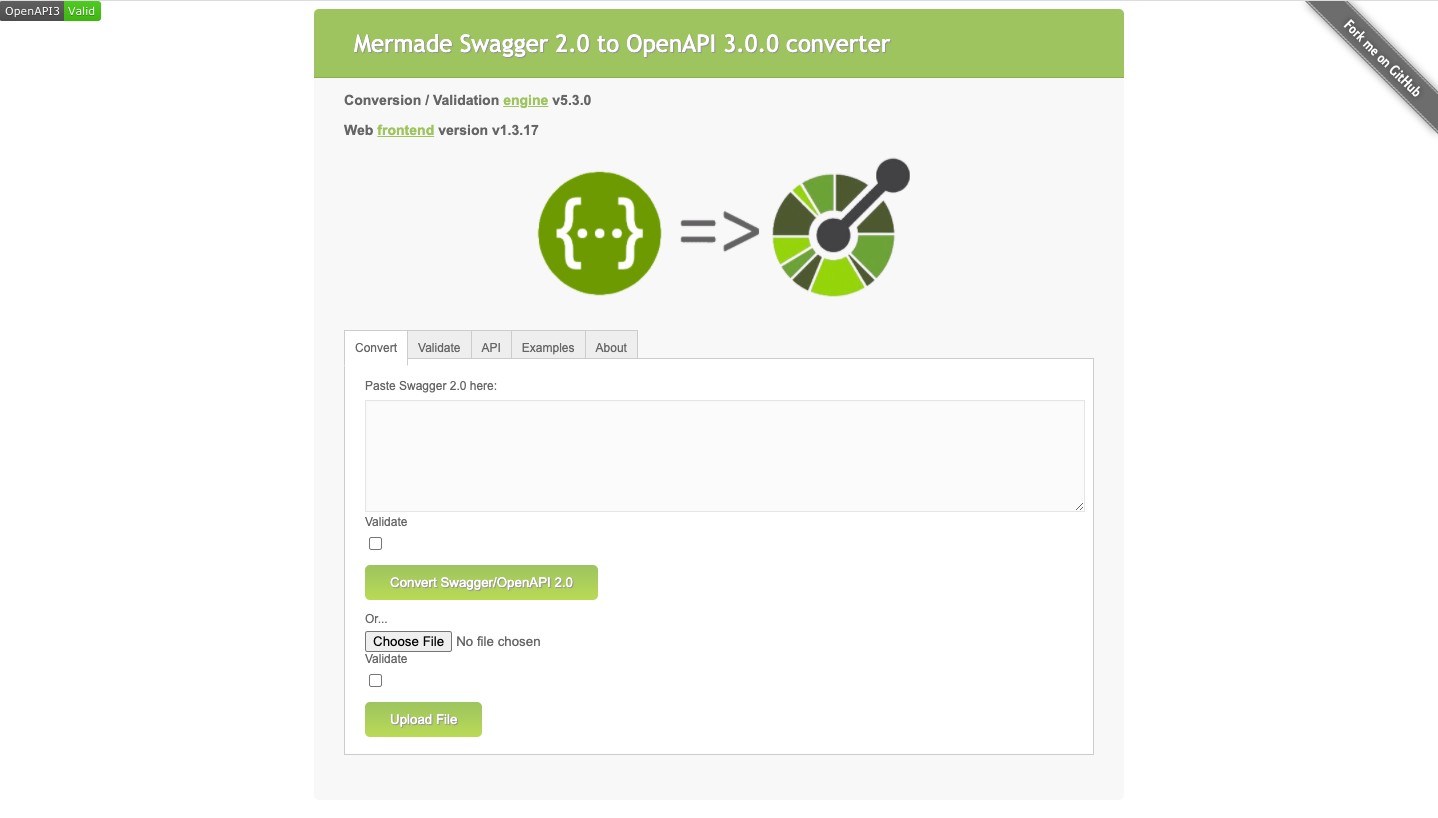 OpenAPI3 Valid
Fork me on GitHub
Mermade Swagger 2.0 to OpenAPI 3.0.0 converter
Conversion / Validation engine v5.3.0
Web frontend version v1.3.17
{...} =>
Convert Validate API Examples About
Paste Swagger 2.0 here:
Validate
Convert Swagger/OpenAPI 2.0
Or...
Choose File No file chosen
Validate
Upload File